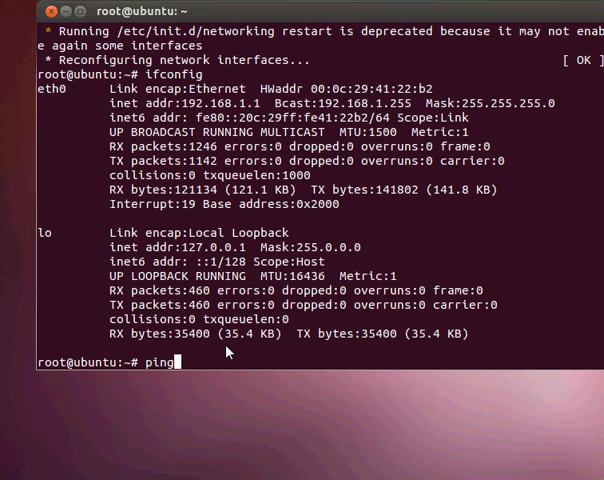 root@ubuntu: ~
* Running /etc/init.d/networking restart is deprecated because it may not enab
e again some interfaces
* Reconfiguring network interfaces... [ OK ]
root@ubuntu:~# ifconfig
eth0 Link encap:Ethernet HWaddr 00:0c:29:41:22:b2
inet addr:192.168.1.1 Bcast:192.168.1.255 Mask:255.255.255.0
inet6 addr: fe80::20c:29ff:fe41:22b2/64 Scope:Link
UP BROADCAST RUNNING MULTICAST MTU:1500 Metric:1
RX packets:1246 errors:0 dropped:0 overruns:0 frame:0
TX packets:1142 errors:0 dropped:0 overruns:0 carrier:0
collisions:0 txqueuelen:1000
RX bytes:121134 (121.1 KB) TX bytes:141802 (141.8 KB)
Interrupt:19 Base address:0x2000
lo Link encap:Local Loopback
inet addr:127.0.0.1 Mask:255.0.0.0
inet6 addr: ::1/128 Scope:Host
UP LOOPBACK RUNNING MTU:16436 Metric:1
RX packets:460 errors:0 dropped:0 overruns:0 frame:0
TX packets:460 errors:0 dropped:0 overruns:0 carrier:0
collisions:0 txqueuelen:0
RX bytes:35400 (35.4 KB) TX bytes:35400 (35.4 KB)
root@ubuntu:~# ping